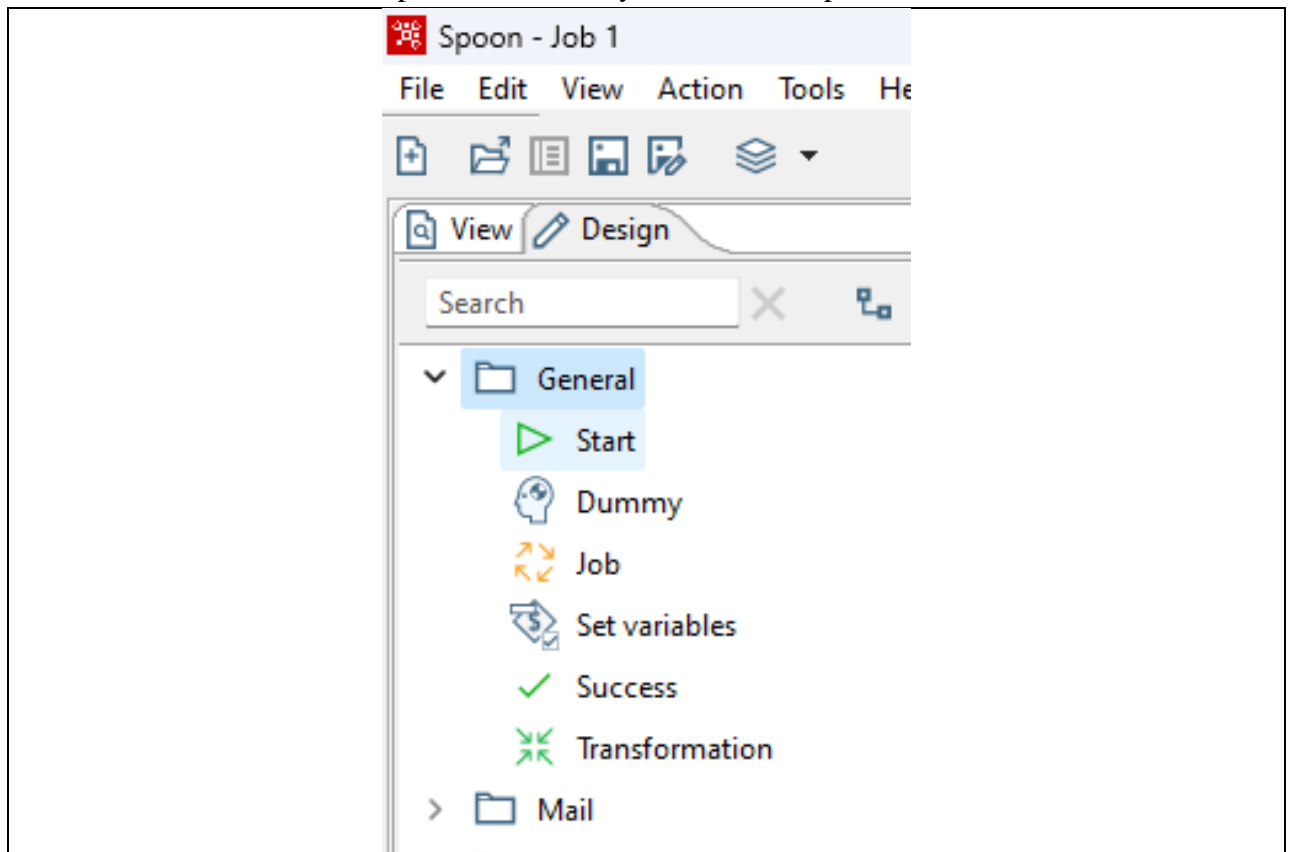 Spoon - Job 1
File Edit View Action Tools He
View Design
Search
General
Start
Dummy
Job
Set variables
Success
Transformation
Mail